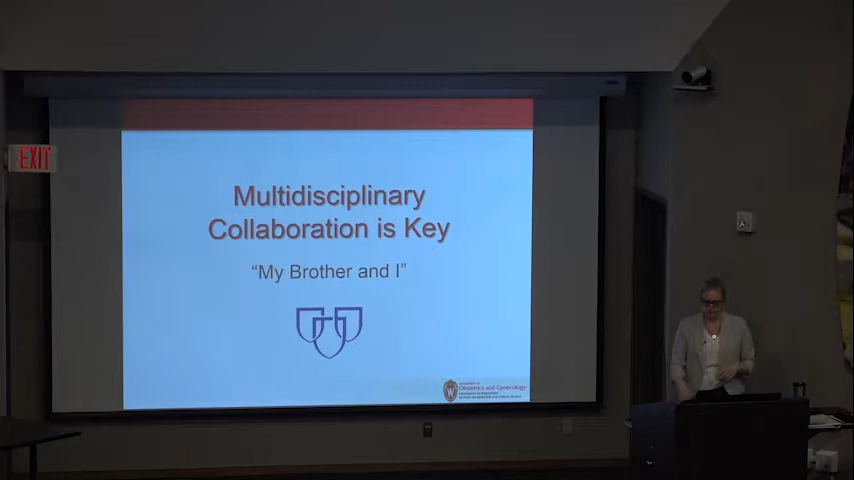 EXIT
Multidisciplinary
Collaboration is Key
“My Brother and I”
W
Obstetrics and Gynecology